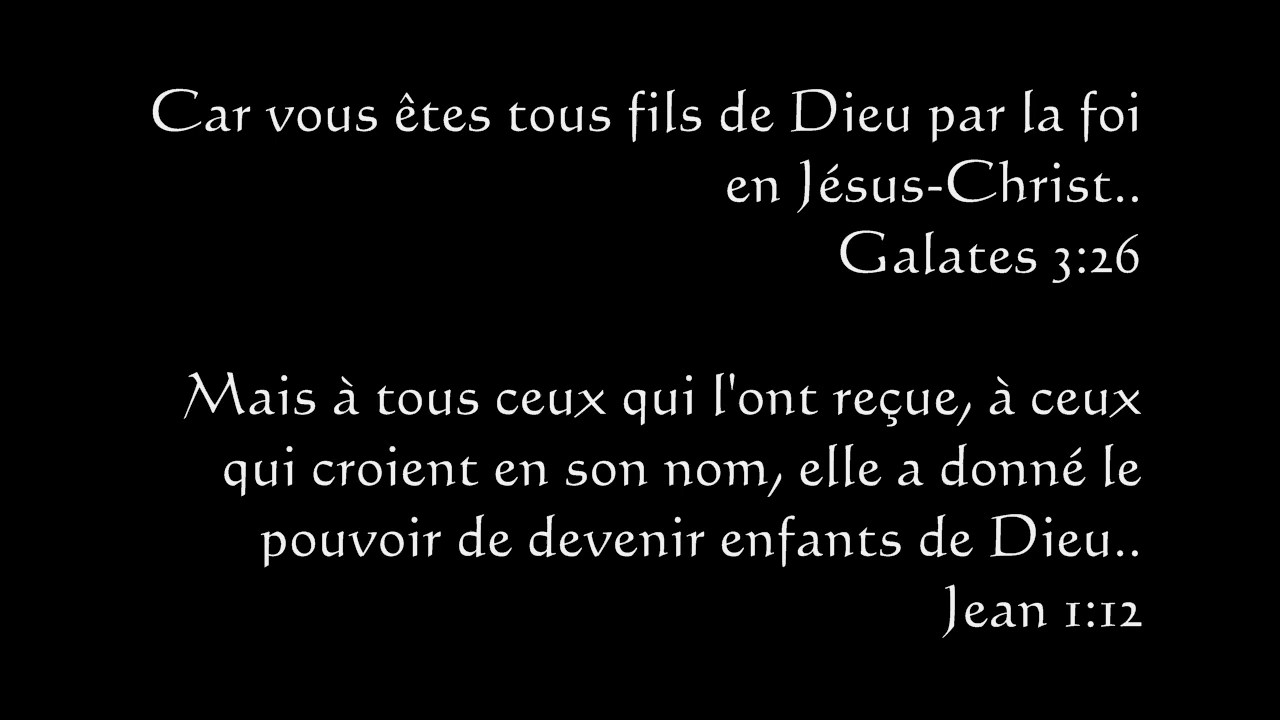 Car vous êtes tous fils de Dieu par la foi
en Jésus-Christ..
Galates 3:26
Mais à tous ceux qui l'ont reçue, à ceux
qui croient en son nom, elle a donné le
pouvoir de devenir enfants de Dieu..
Jean 1:12